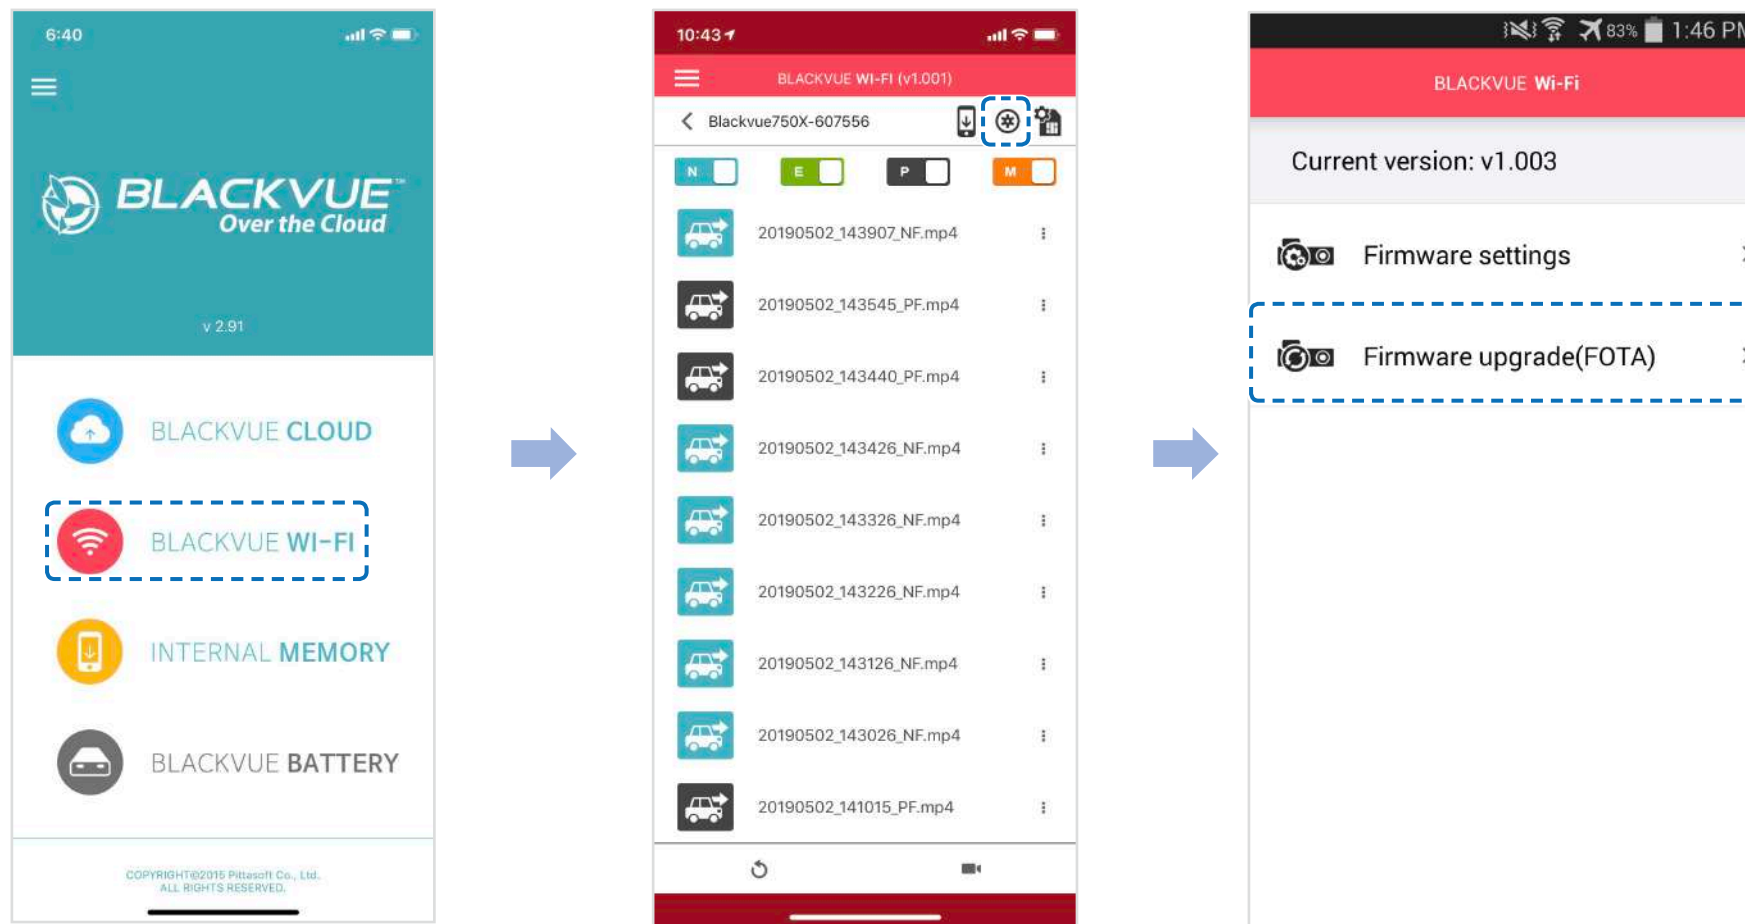 6:40
BLACKVUE™
Over the Cloud
v 2.91
BLACKVUE CLOUD
BLACKVUE WI-FI
INTERNAL MEMORY
BLACKVUE BATTERY
COPYRIGHT©2015 Pittasoft Co., Ltd.
ALL RIGHTS RESERVED.
10:43
BLACKVUE WI-FI (v1.001)
Blackvue750X-607556
N E P M
20190502_143907_NF.mp4
20190502_143545_PF.mp4
20190502_143440_PF.mp4
20190502_143426_NF.mp4
20190502_143326_NF.mp4
20190502_143226_NF.mp4
20190502_143126_NF.mp4
20190502_143026_NF.mp4
20190502_141015_PF.mp4
83% 1:46 PM
BLACKVUE Wi-Fi
Current version: v1.003
Firmware settings
Firmware upgrade(FOTA)